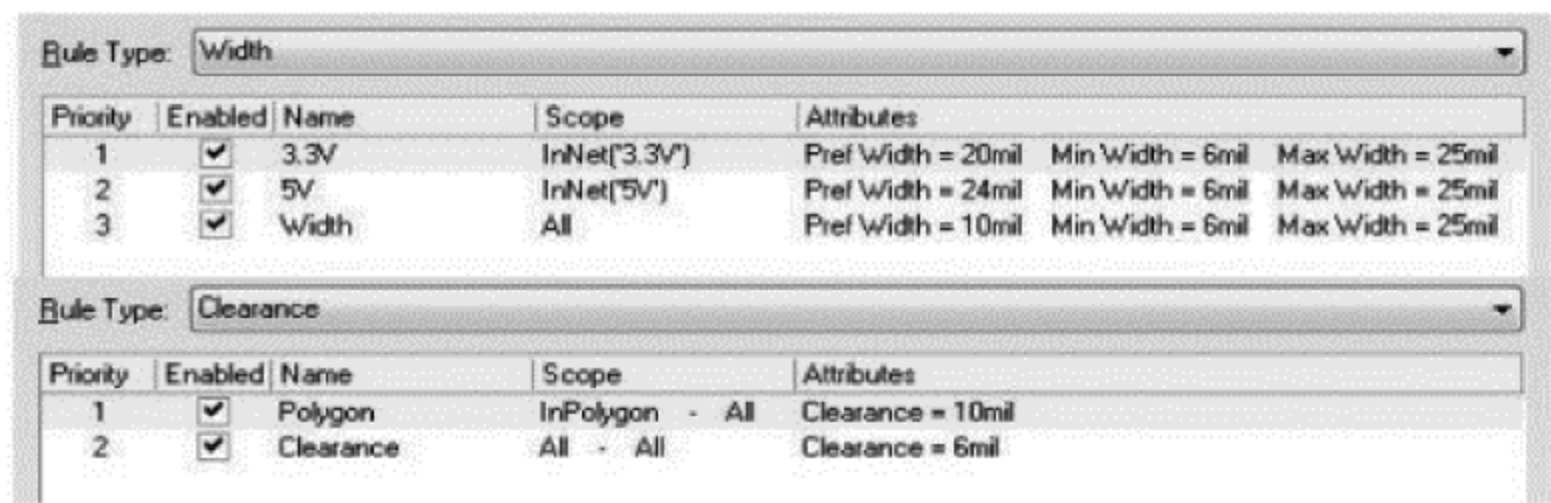 Rule Type: Width
Priority Enabled Name Scope Attributes
1 3.3V InNet('3.3V') Pref Width = 20mil Min Width = 6mil Max Width = 25mil
2 5V InNet('5V') Pref Width = 24mil Min Width = 6mil Max Width = 25mil
3 Width All Pref Width = 10mil Min Width = 6mil Max Width = 25mil
Rule Type: Clearance
Priority Enabled Name Scope Attributes
1 Polygon InPolygon - All Clearance = 10mil
2 Clearance All - All Clearance = 6mil